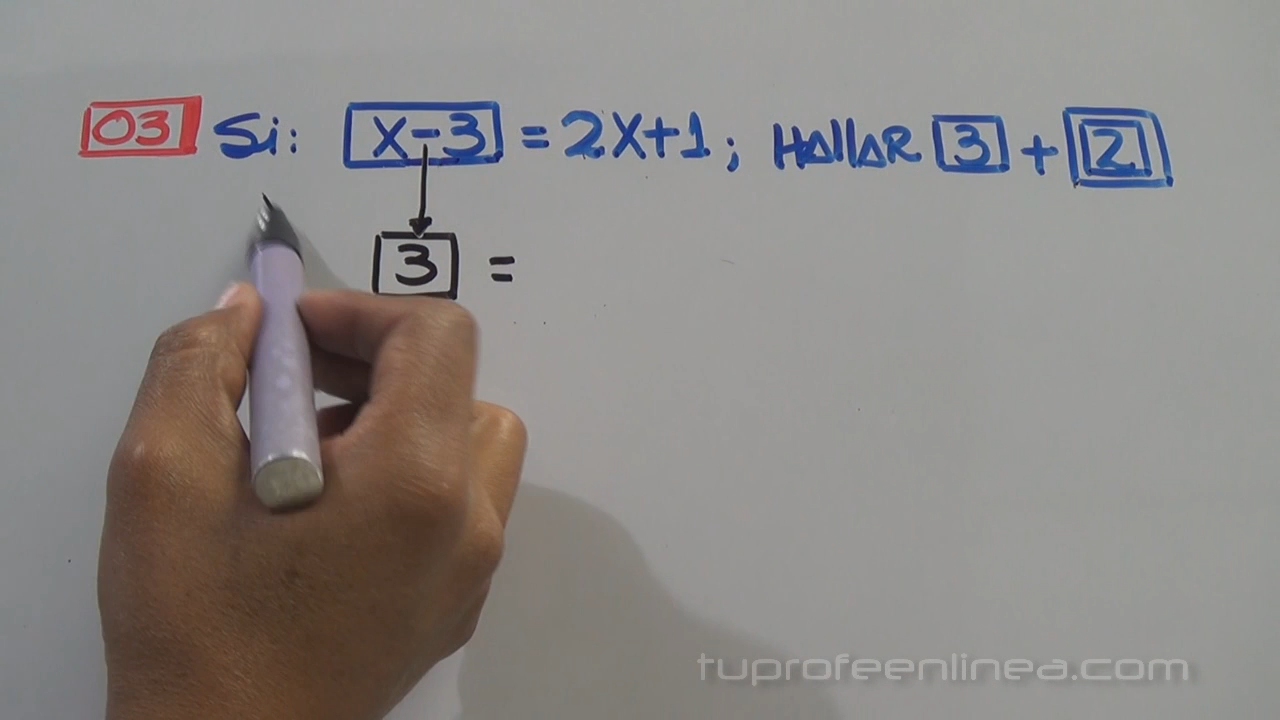 03 Si: x-3 = 2x+1; HALLAR 3 + 2
3 =
tuprofeenlinea.com